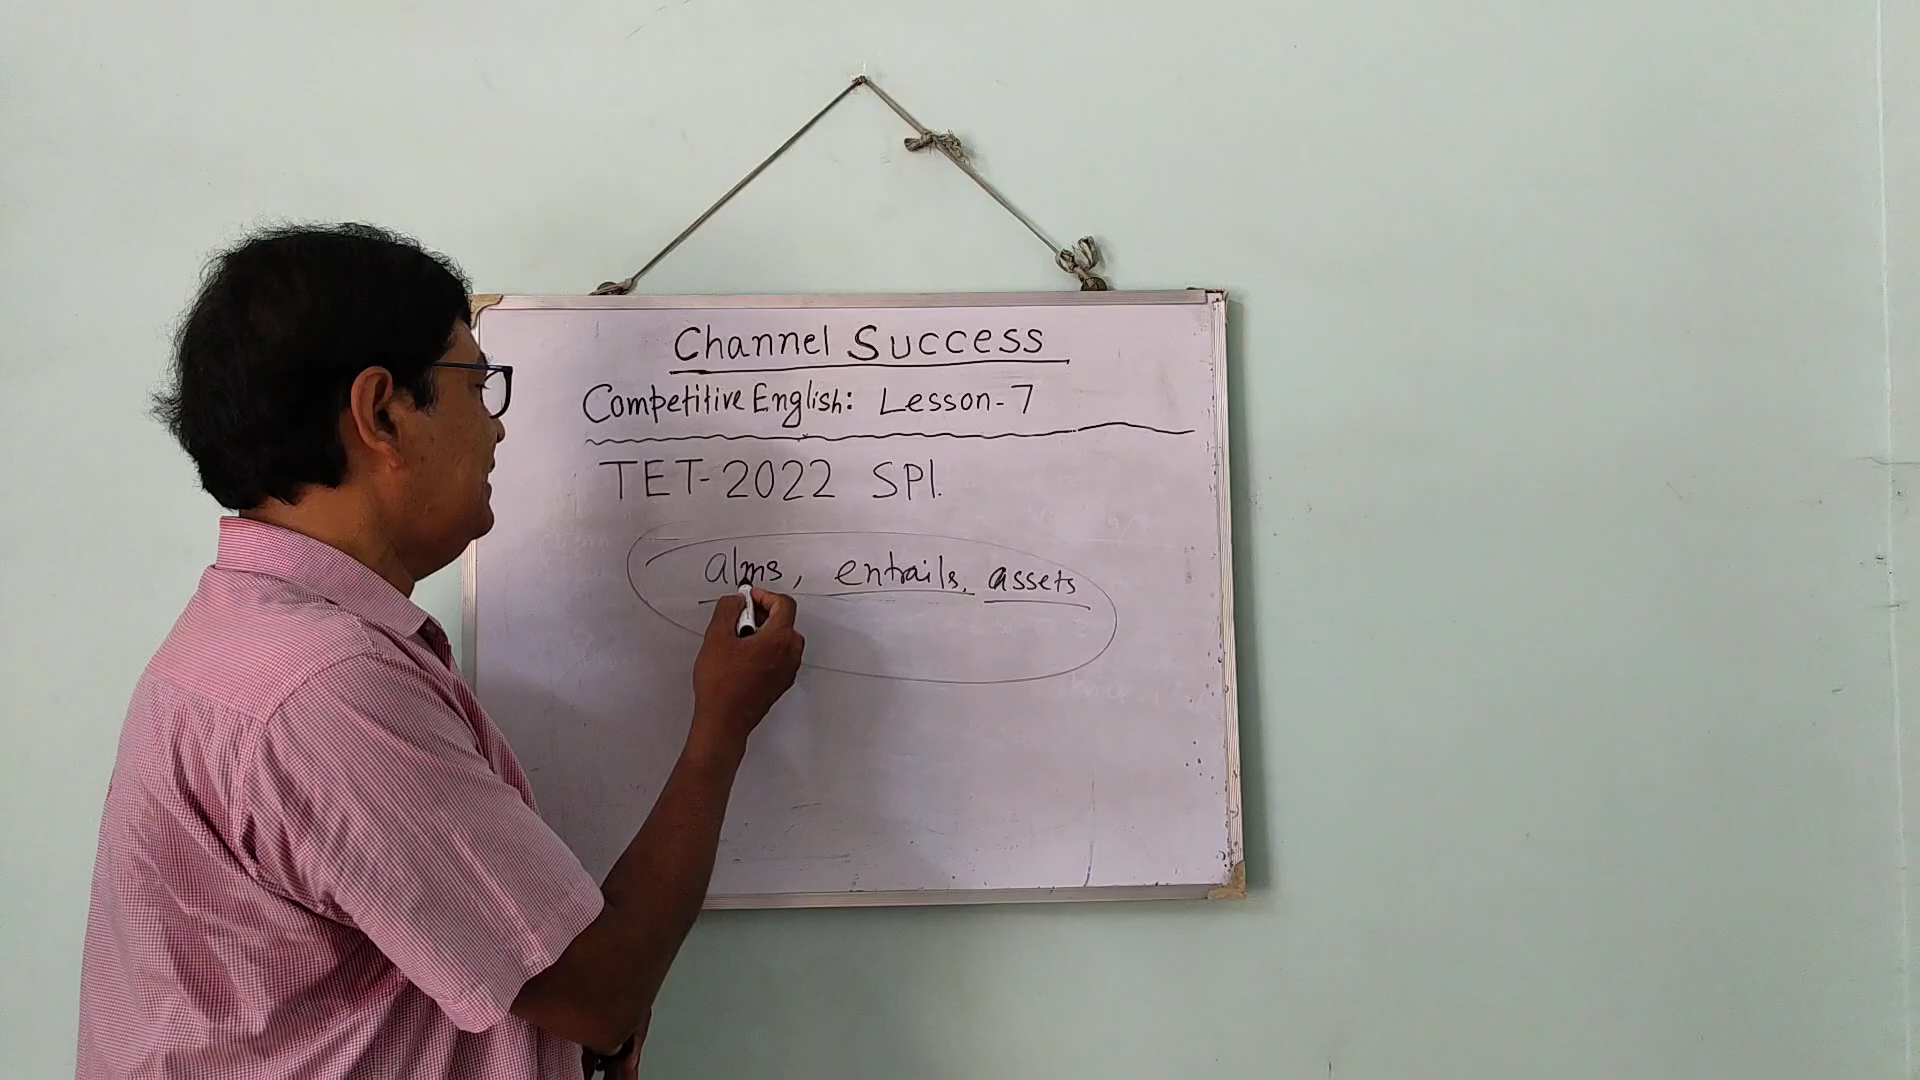 Channel Success
Competitive English: Lesson-7
TET-2022 SPl.
alms, entrails, assets